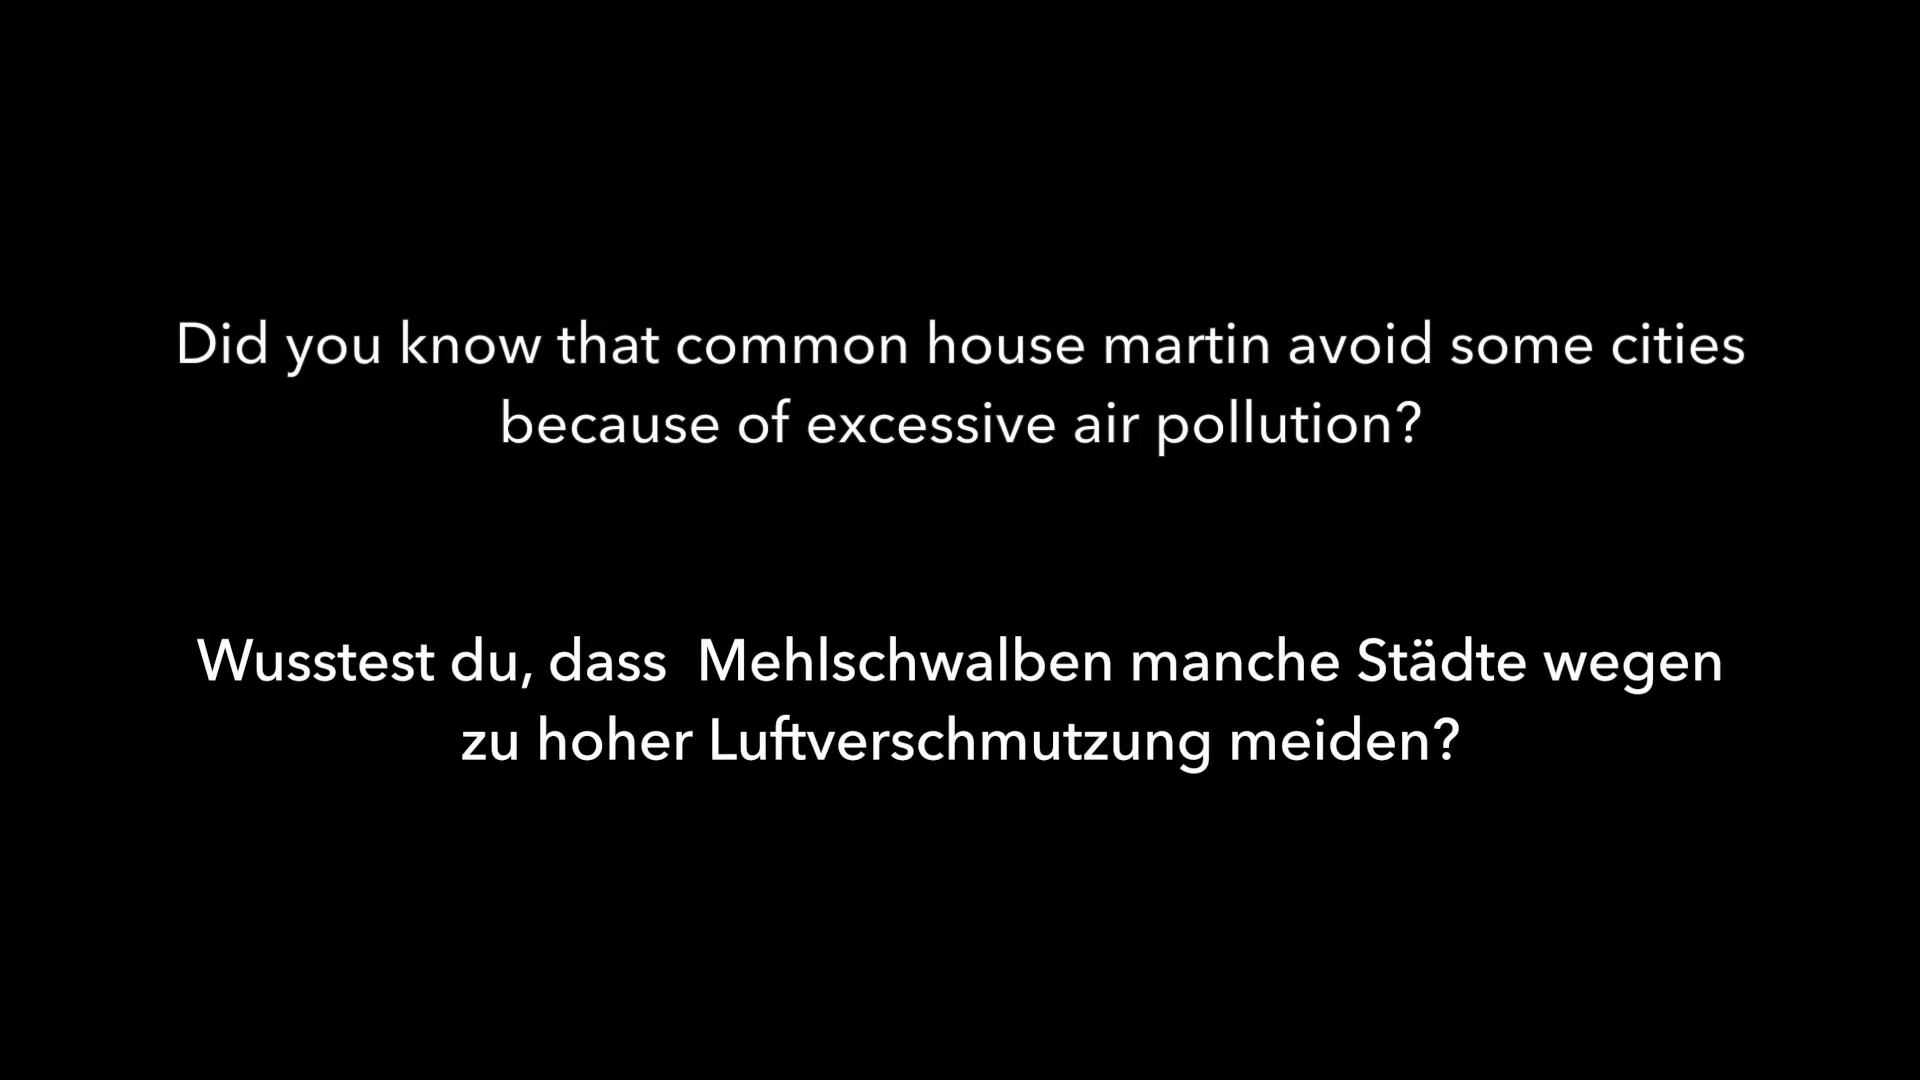 Did you know that common house martin avoid some cities
because of excessive air pollution?
Wusstest du, dass  Mehlschwalben manche Städte wegen
zu hoher Luftverschmutzung meiden?